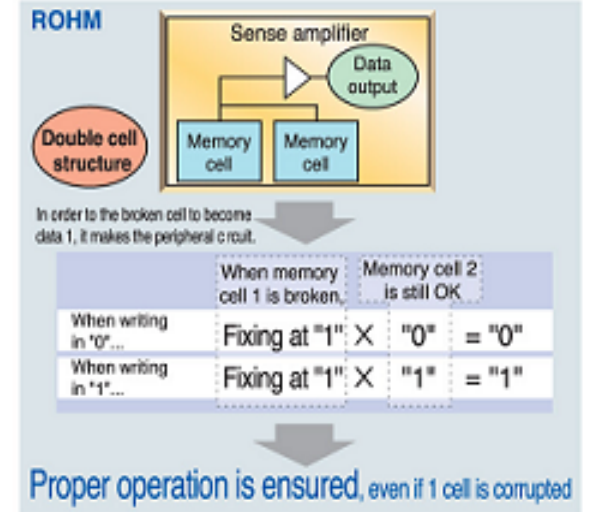 ROHM
Sense amplifier
Data
output
Double cell
structure
Memory
cell
Memory
cell
In order to the broken cell to become
data 1, it makes the peripheral circuit.
When memory
cell 1 is broken,
Memory cell 2
is still OK
When writing
in "0"...
Fixing at "1" X "0" = "0"
When writing
in "1"...
Fixing at "1" X "1" = "1"
Proper operation is ensured, even if 1 cell is corrupted